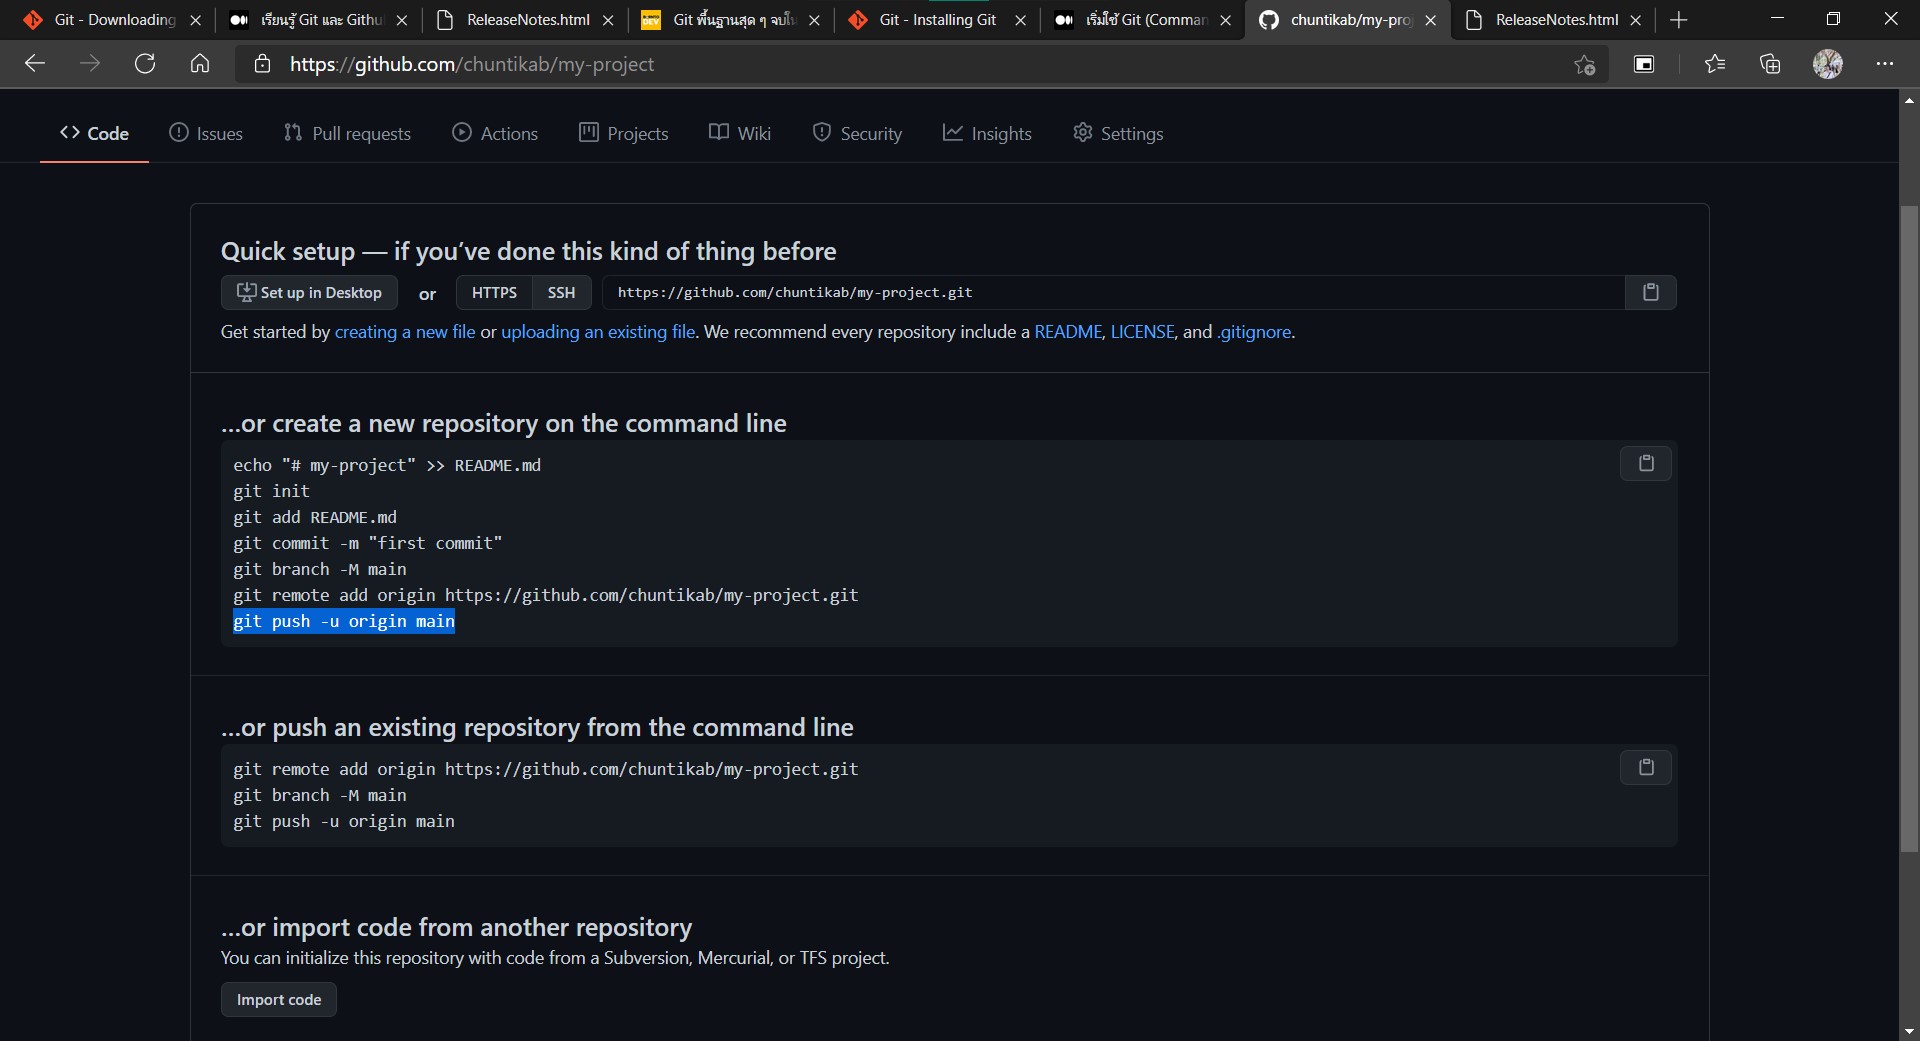 Git - Downloading
เรียนรู้ Git และ Githu
ReleaseNotes.html
DEV
Git พื้นฐานสุด ๆ จบใน
Git - Installing Git
เริ่มใช้ Git (Comman
chuntikab/my-proj
ReleaseNotes.html
https://github.com/chuntikab/my-project
Code
Issues
Pull requests
Actions
Projects
Wiki
Security
Insights
Settings
Quick setup — if you’ve done this kind of thing before
Set up in Desktop or HTTPS SSH https://github.com/chuntikab/my-project.git
Get started by creating a new file or uploading an existing file. We recommend every repository include a README, LICENSE, and .gitignore.
…or create a new repository on the command line
echo "# my-project" >> README.md
git init
git add README.md
git commit -m "first commit"
git branch -M main
git remote add origin https://github.com/chuntikab/my-project.git
git push -u origin main
…or push an existing repository from the command line
git remote add origin https://github.com/chuntikab/my-project.git
git branch -M main
git push -u origin main
…or import code from another repository
You can initialize this repository with code from a Subversion, Mercurial, or TFS project.
Import code